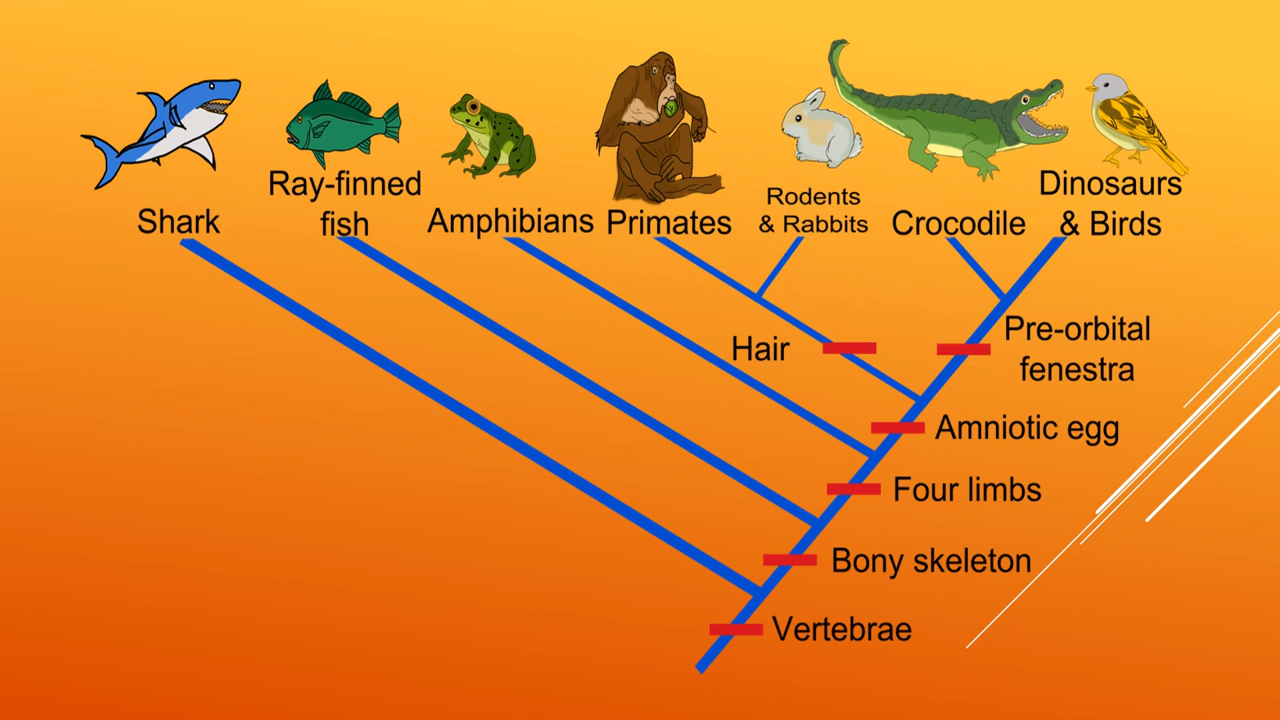 Shark
Ray-finned
fish
Amphibians
Primates
Rodents
& Rabbits
Crocodile
Dinosaurs
& Birds
Hair
Pre-orbital
fenestra
Amniotic egg
Four limbs
Bony skeleton
Vertebrae